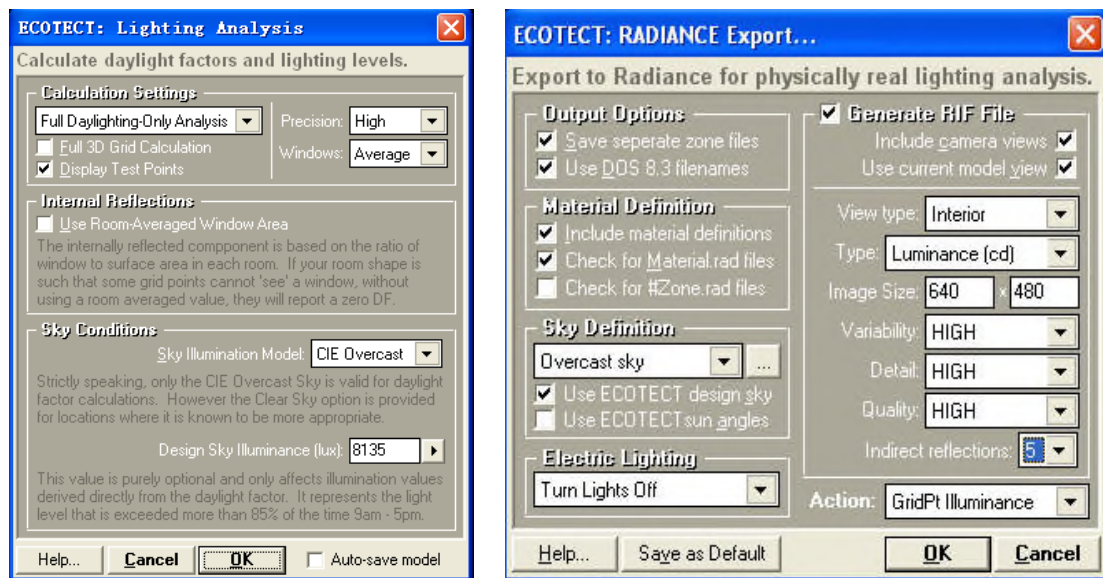 ECOTECT: Lighting Analysis
Calculate daylight factors and lighting levels.
Calculation Settings
Full Daylighting-Only Analysis
Precision: High
Full 3D Grid Calculation
Windows: Average
Display Test Points
Internal Reflections
Use Room-Averaged Window Area
The internally reflected compponent is based on the ratio of
window to surface area in each room. If your room shape is
such that some grid points cannot 'see' a window, without
using a room averaged value, they will report a zero DF.
Sky Conditions
Sky Illumination Model: CIE Overcast
Strictly speaking, only the CIE Overcast Sky is valid for daylight
factor calculations. However the Clear Sky option is provided
for locations where it is known to be more appropriate.
Design Sky Illuminance (lux): 8135
This value is purely optional and only affects illumination values
derived directly from the daylight factor. It represents the light
level that is exceeded more than 85% of the time 9am - 5pm.
Help... Cancel OK Auto-save model
ECOTECT: RADIANCE Export...
Export to Radiance for physically real lighting analysis.
Output Options
Save seperate zone files
Use DOS 8.3 filenames
Material Definition
Include material definitions
Check for Material.rad files
Check for #Zone.rad files
Sky Definition
Overcast sky ...
Use ECOTECT design sky
Use ECOTECT sun angles
Electric Lighting
Turn Lights Off
Generate RIF File
Include camera views
Use current model view
View type: Interior
Type: Luminance (cd)
Image Size: 640 x 480
Variability: HIGH
Detail: HIGH
Quality: HIGH
Indirect reflections: 5
Action: GridPt Illuminance
Help... Save as Default OK Cancel